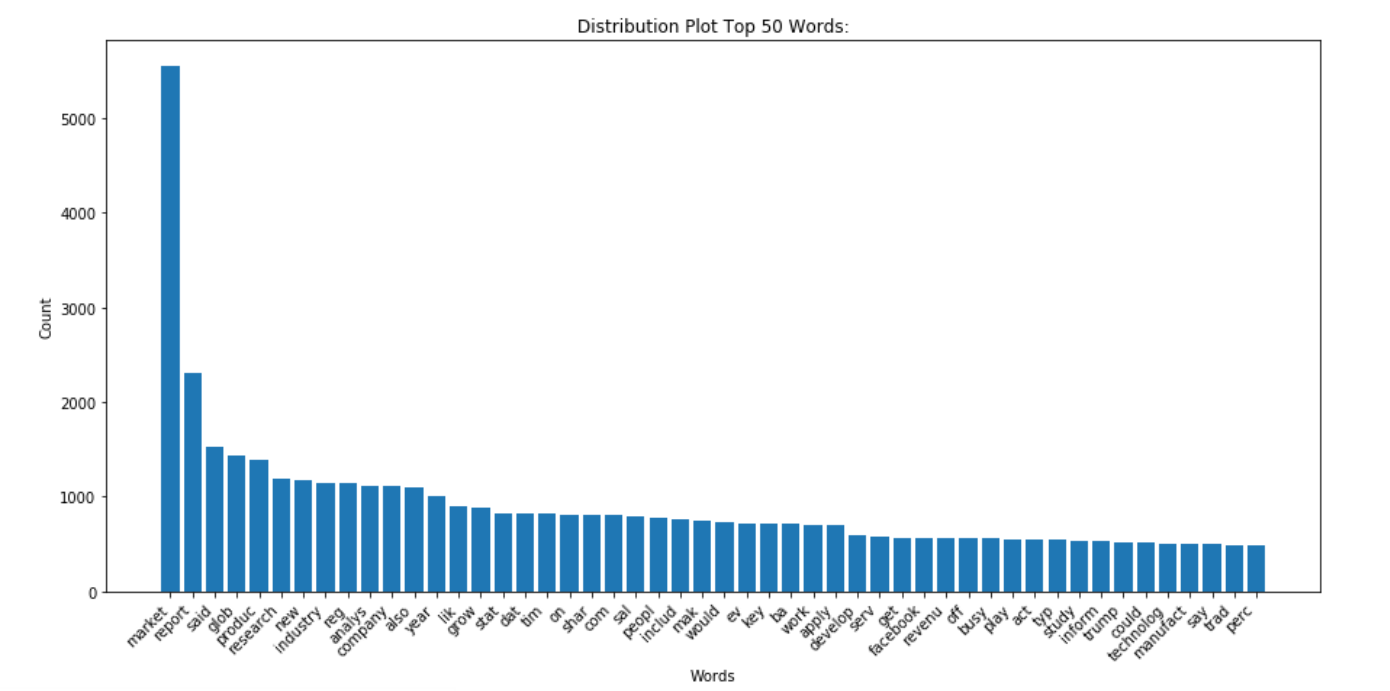 Distribution Plot Top 50 Words:
5000
4000
3000
2000
1000
0
Count
market
report
said
glob
produc
research
new
industry
reg
analys
company
also
year
lik
grow
stat
dat
tim
on
shar
com
sal
peopl
includ
mak
would
ev
key
ba
work
apply
develop
serv
get
facebook
revenu
off
busy
play
act
typ
study
inform
trump
could
technolog
manufact
say
trad
perc
Words